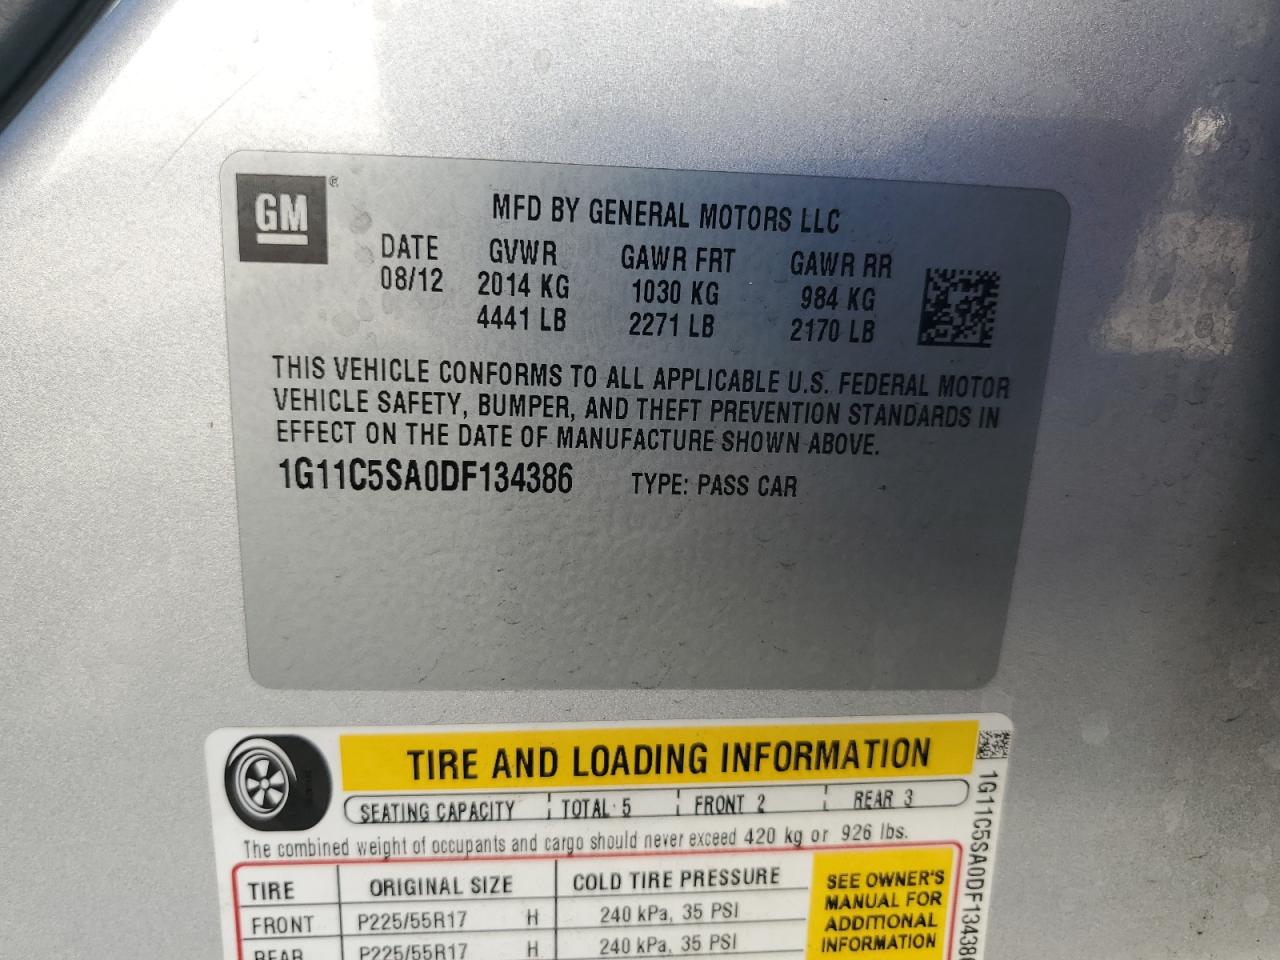 GM®
MFD BY GENERAL MOTORS LLC
DATE GVWR GAWR FRT GAWR RR
08/12 2014 KG 1030 KG 984 KG
4441 LB 2271 LB 2170 LB
THIS VEHICLE CONFORMS TO ALL APPLICABLE U.S. FEDERAL MOTOR
VEHICLE SAFETY, BUMPER, AND THEFT PREVENTION STANDARDS IN
EFFECT ON THE DATE OF MANUFACTURE SHOWN ABOVE.
1G11C5SA0DF134386 TYPE: PASS CAR
TIRE AND LOADING INFORMATION
SEATING CAPACITY TOTAL 5 FRONT 2 REAR 3
The combined weight of occupants and cargo should never exceed 420 kg or 926 lbs.
TIRE ORIGINAL SIZE COLD TIRE PRESSURE
FRONT P225/55R17 H 240 kPa, 35 PSI
REAR P225/55R17 H 240 kPa, 35 PSI
SEE OWNER'S
MANUAL FOR
ADDITIONAL
INFORMATION
1G11C5SA0DF134386